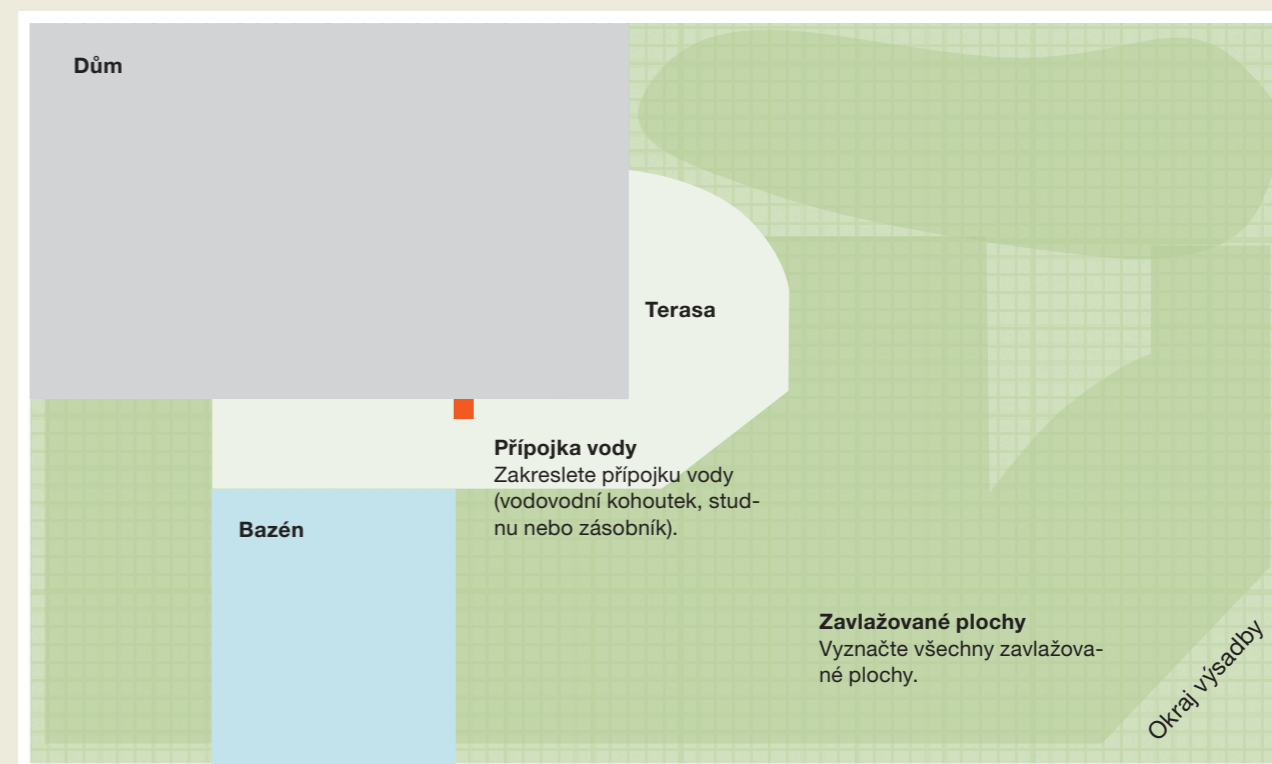 Dům
Terasa
Přípojka vody
Zakreslete přípojku vody
(vodovodní kohoutek, stud-
nu nebo zásobník).
Bazén
Zavlažované plochy
Vyznačte všechny zavlažova-
né plochy.
Okraj výsadby